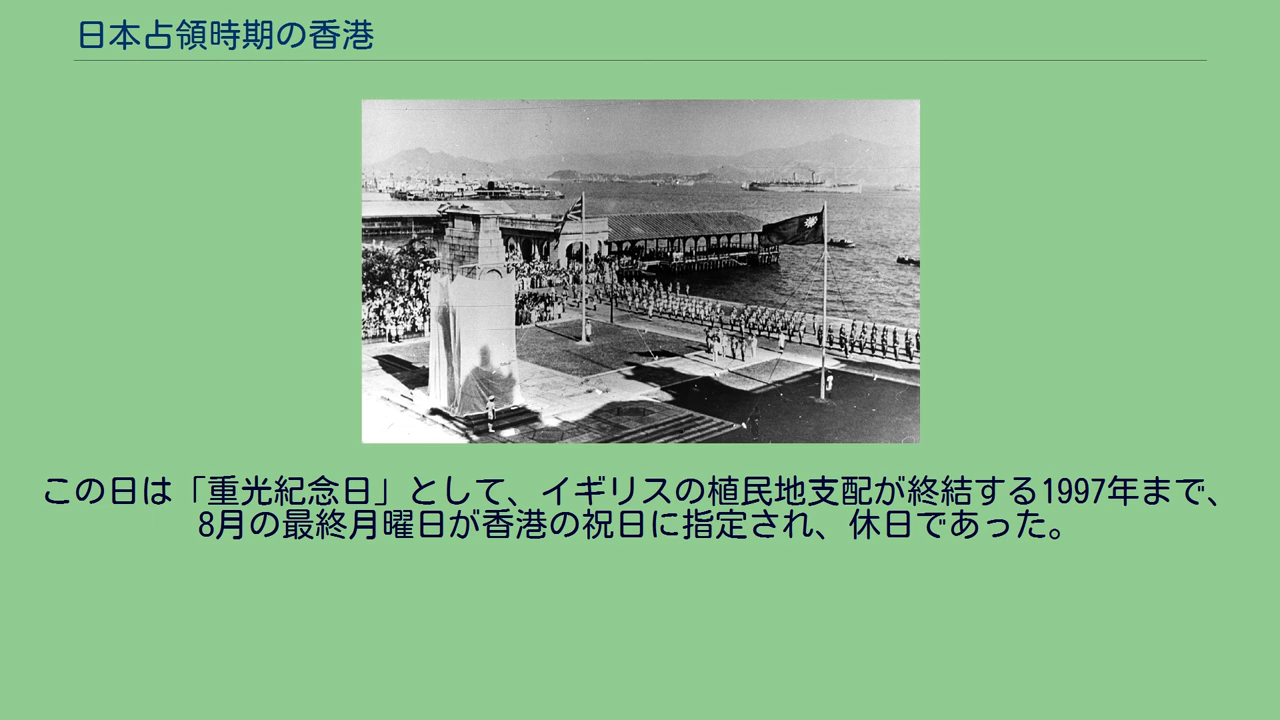 日本占領時期の香港
この日は「重光紀念日」として、イギリスの植民地支配が終結する1997年まで、
8月の最終月曜日が香港の祝日に指定され、休日であった。